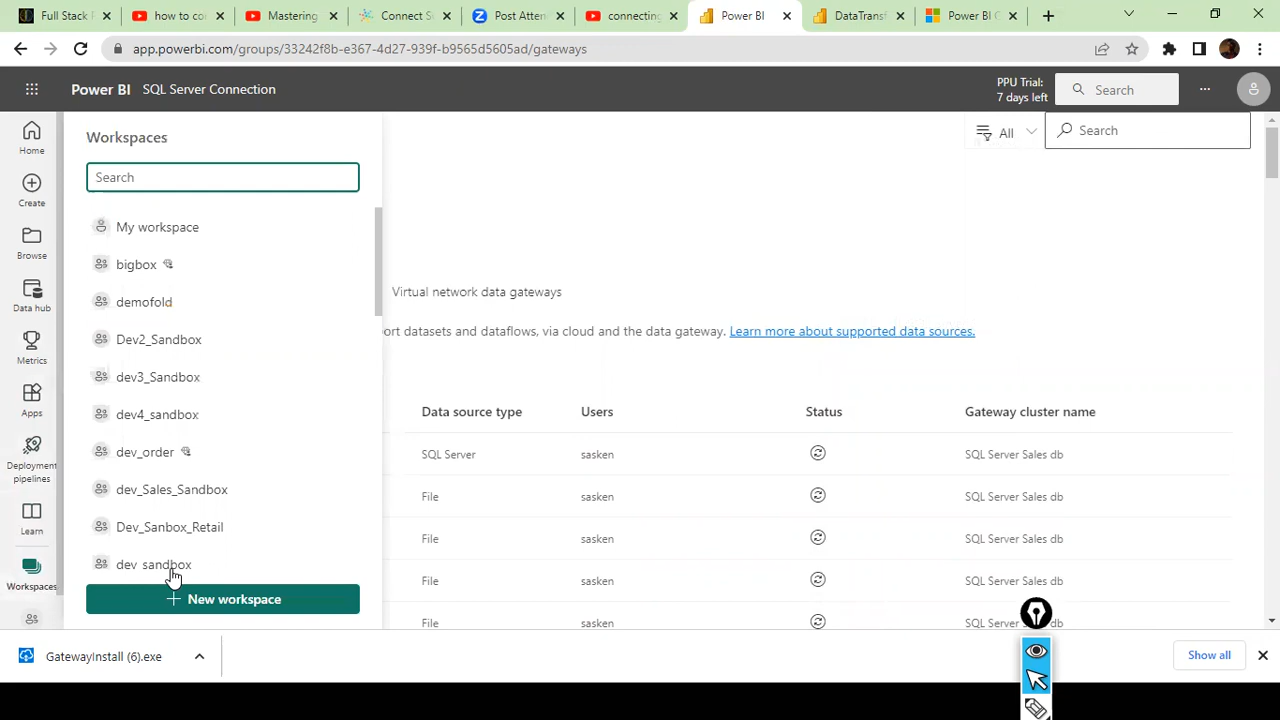 Full Stack P
how to co
Mastering
Connect S
Post Atten
connecting
Power BI
DataTransf
Power BI G
app.powerbi.com/groups/33242f8b-e367-4d27-939f-b9565d5605ad/gateways
Power BI SQL Server Connection
PPU Trial:
7 days left
Search
Home
Create
Browse
Data hub
Metrics
Apps
Deployment
pipelines
Learn
Workspaces
Workspaces
Search
My workspace
bigbox
demofold
Dev2_Sandbox
dev3_Sandbox
dev4_sandbox
dev_order
dev_Sales_Sandbox
Dev_Sanbox_Retail
dev_sandbox
New workspace
All
Search
Virtual network data gateways
ort datasets and dataflows, via cloud and the data gateway. Learn more about supported data sources.
Data source type Users Status Gateway cluster name
SQL Server sasken SQL Server Sales db
File sasken SQL Server Sales db
File sasken SQL Server Sales db
File sasken SQL Server Sales db
File sasken SQL Server Sales db
GatewayInstall (6).exe
Show all